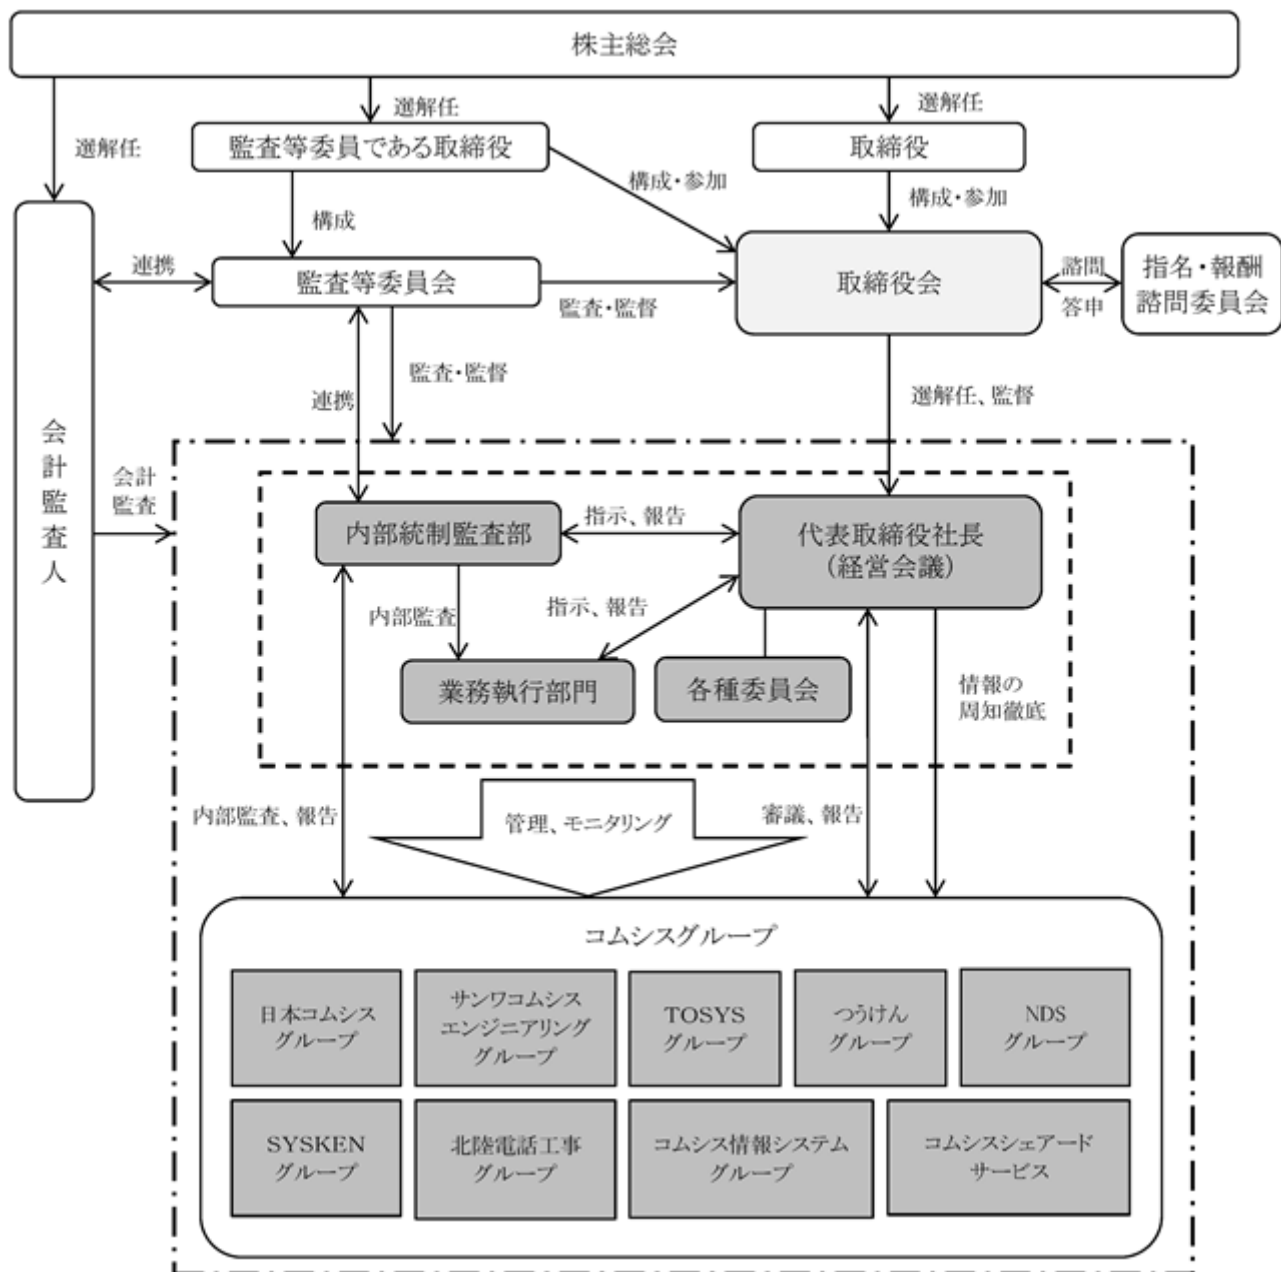 株主総会
選解任
選解任
選解任
監査等委員である取締役
取締役
構成・参加
構成・参加
構成
連携
監査等委員会
監査・監督
取締役会
諮問
答申
指名・報酬
諮問委員会
連携
監査・監督
選解任、監督
会計監査人
会計
監査
内部統制監査部
指示、報告
代表取締役社長
(経営会議)
内部監査
指示、報告
業務執行部門
各種委員会
情報の
周知徹底
内部監査、報告
管理、モニタリング
審議、報告
コムシスグループ
日本コムシス
グループ
サンワコムシス
エンジニアリング
グループ
TOSYS
グループ
つうけん
グループ
NDS
グループ
SYSKEN
グループ
北陸電話工事
グループ
コムシス情報システム
グループ
コムシスシェアード
サービス